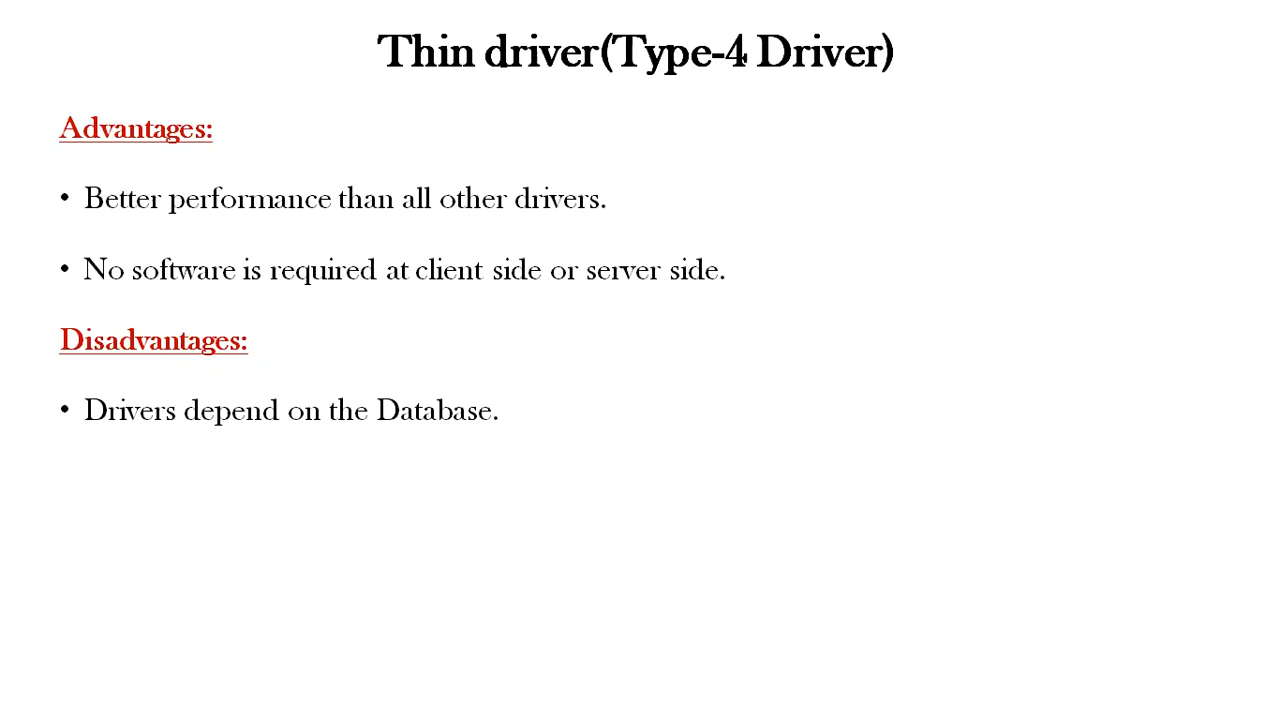 Thin driver(Type-4 Driver)
Advantages:
• Better performance than all other drivers.
• No software is required at client side or server side.
Disadvantages:
• Drivers depend on the Database.